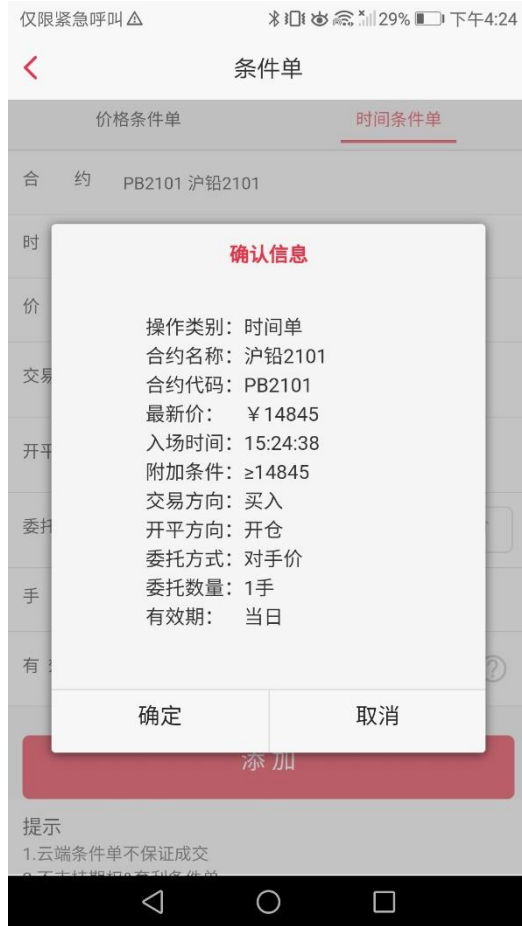 仅限紧急呼叫 29% 下午4:24
条件单
价格条件单 时间条件单
合 约 PB2101 沪铅2101
时
确认信息
价
操作类别：时间单
合约名称：沪铅2101
交易
合约代码：PB2101
最新价： ￥14845
入场时间：15:24:38
开平
附加条件：≥14845
交易方向：买入
开平方向：开仓
委托
委托方式：对手价
委托数量：1手
手
有效期： 当日
有
确定 取消
添 加
提示
1.云端条件单不保证成交